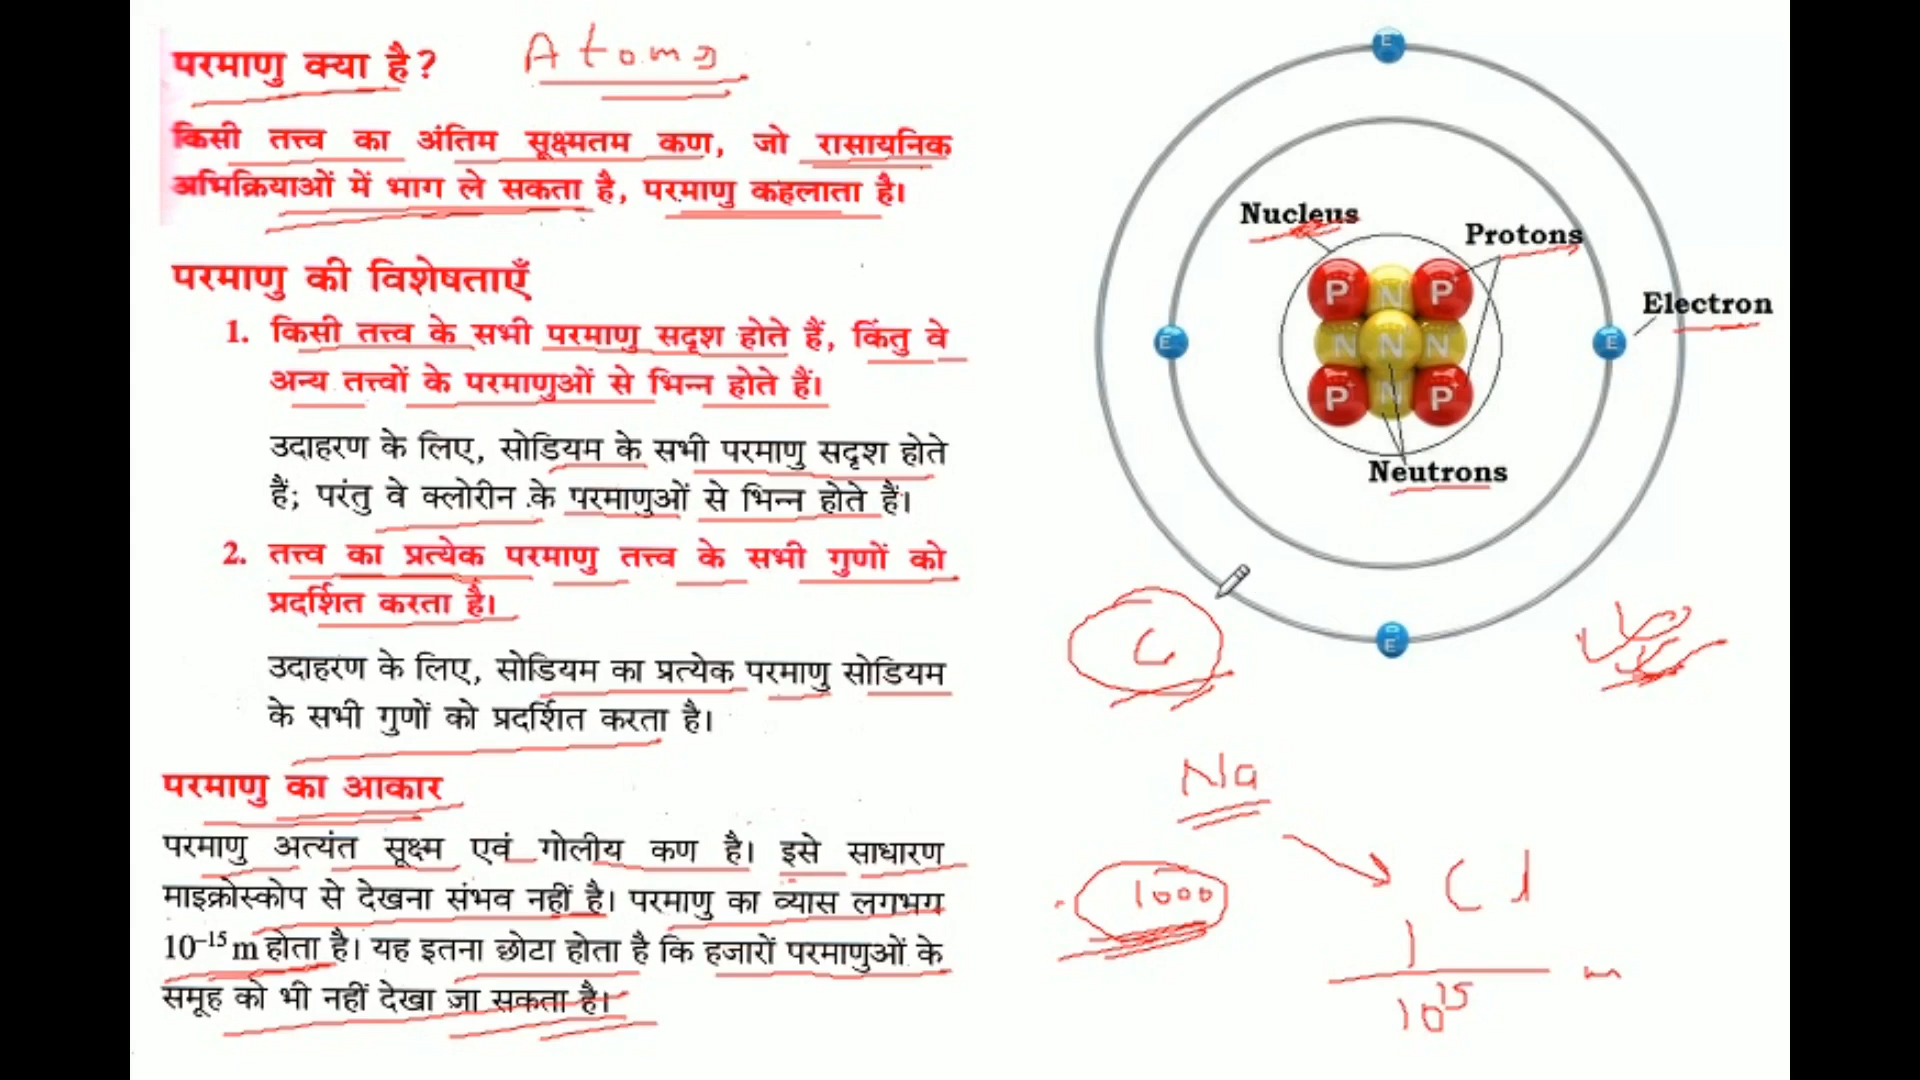 परमाणु क्या है? Atoms
किसी तत्त्व का अंतिम सूक्ष्मतम कण, जो रासायनिक
अभिक्रियाओं में भाग ले सकता है, परमाणु कहलाता है।
परमाणु की विशेषताएँ
1. किसी तत्त्व के सभी परमाणु सदृश होते हैं, किंतु वे
अन्य तत्त्वों के परमाणुओं से भिन्न होते हैं।
उदाहरण के लिए, सोडियम के सभी परमाणु सदृश होते
हैं; परंतु वे क्लोरीन के परमाणुओं से भिन्न होते हैं।
2. तत्त्व का प्रत्येक परमाणु तत्त्व के सभी गुणों को
प्रदर्शित करता है।
उदाहरण के लिए, सोडियम का प्रत्येक परमाणु सोडियम
के सभी गुणों को प्रदर्शित करता है।
परमाणु का आकार
परमाणु अत्यंत सूक्ष्म एवं गोलीय कण है। इसे साधारण
माइक्रोस्कोप से देखना संभव नहीं है। परमाणु का व्यास लगभग
10⁻¹⁵ m होता है। यह इतना छोटा होता है कि हजारों परमाणुओं के
समूह को भी नहीं देखा जा सकता है।
E
Nucleus
Protons
P N P
Electron
E N N N E
P N P
Neutrons
E
C
Na
1000 Cl
1
m
10¹⁵